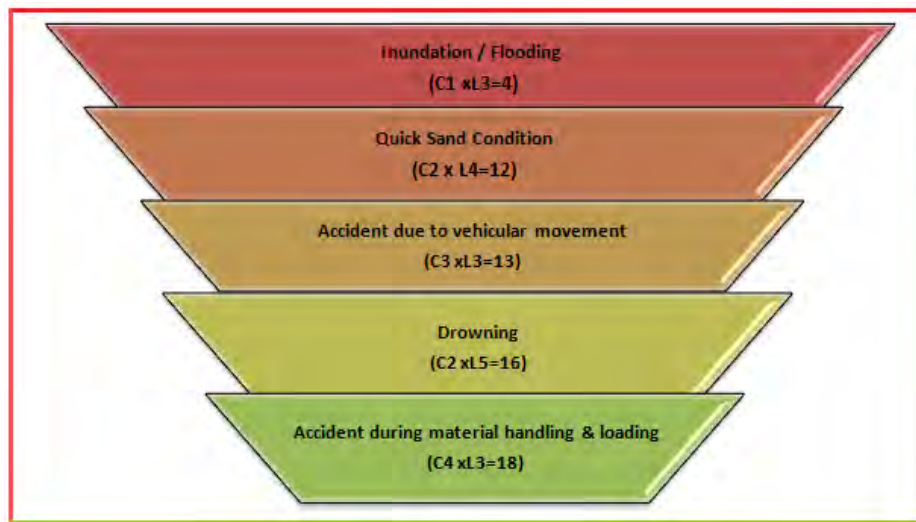 Inundation / Flooding
(C1 xL3=4)
Quick Sand Condition
(C2 x L4=12)
Accident due to vehicular movement
(C3 xL3=13)
Drowning
(C2 xL5=16)
Accident during material handling & loading
(C4 xL3=18)